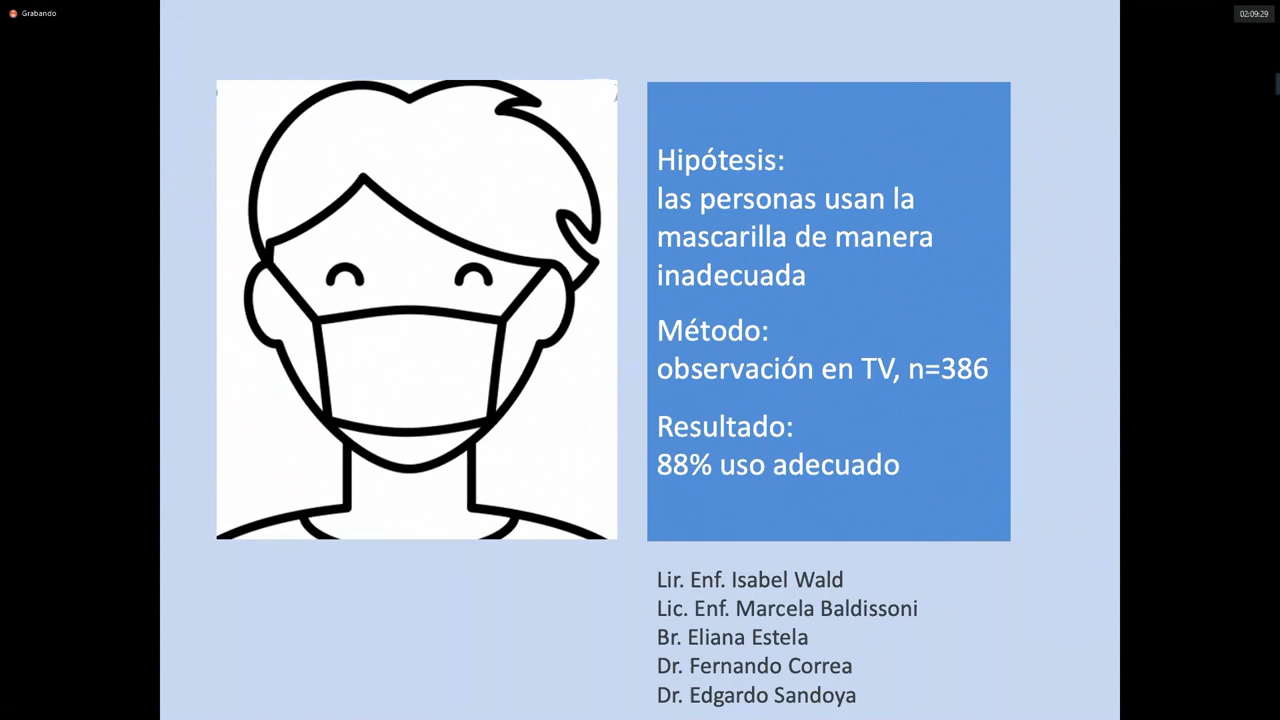 Grabando
02:09:29
Hipótesis:
las personas usan la
mascarilla de manera
inadecuada
Método:
observación en TV, n=386
Resultado:
88% uso adecuado
Lir. Enf. Isabel Wald
Lic. Enf. Marcela Baldissoni
Br. Eliana Estela
Dr. Fernando Correa
Dr. Edgardo Sandoya